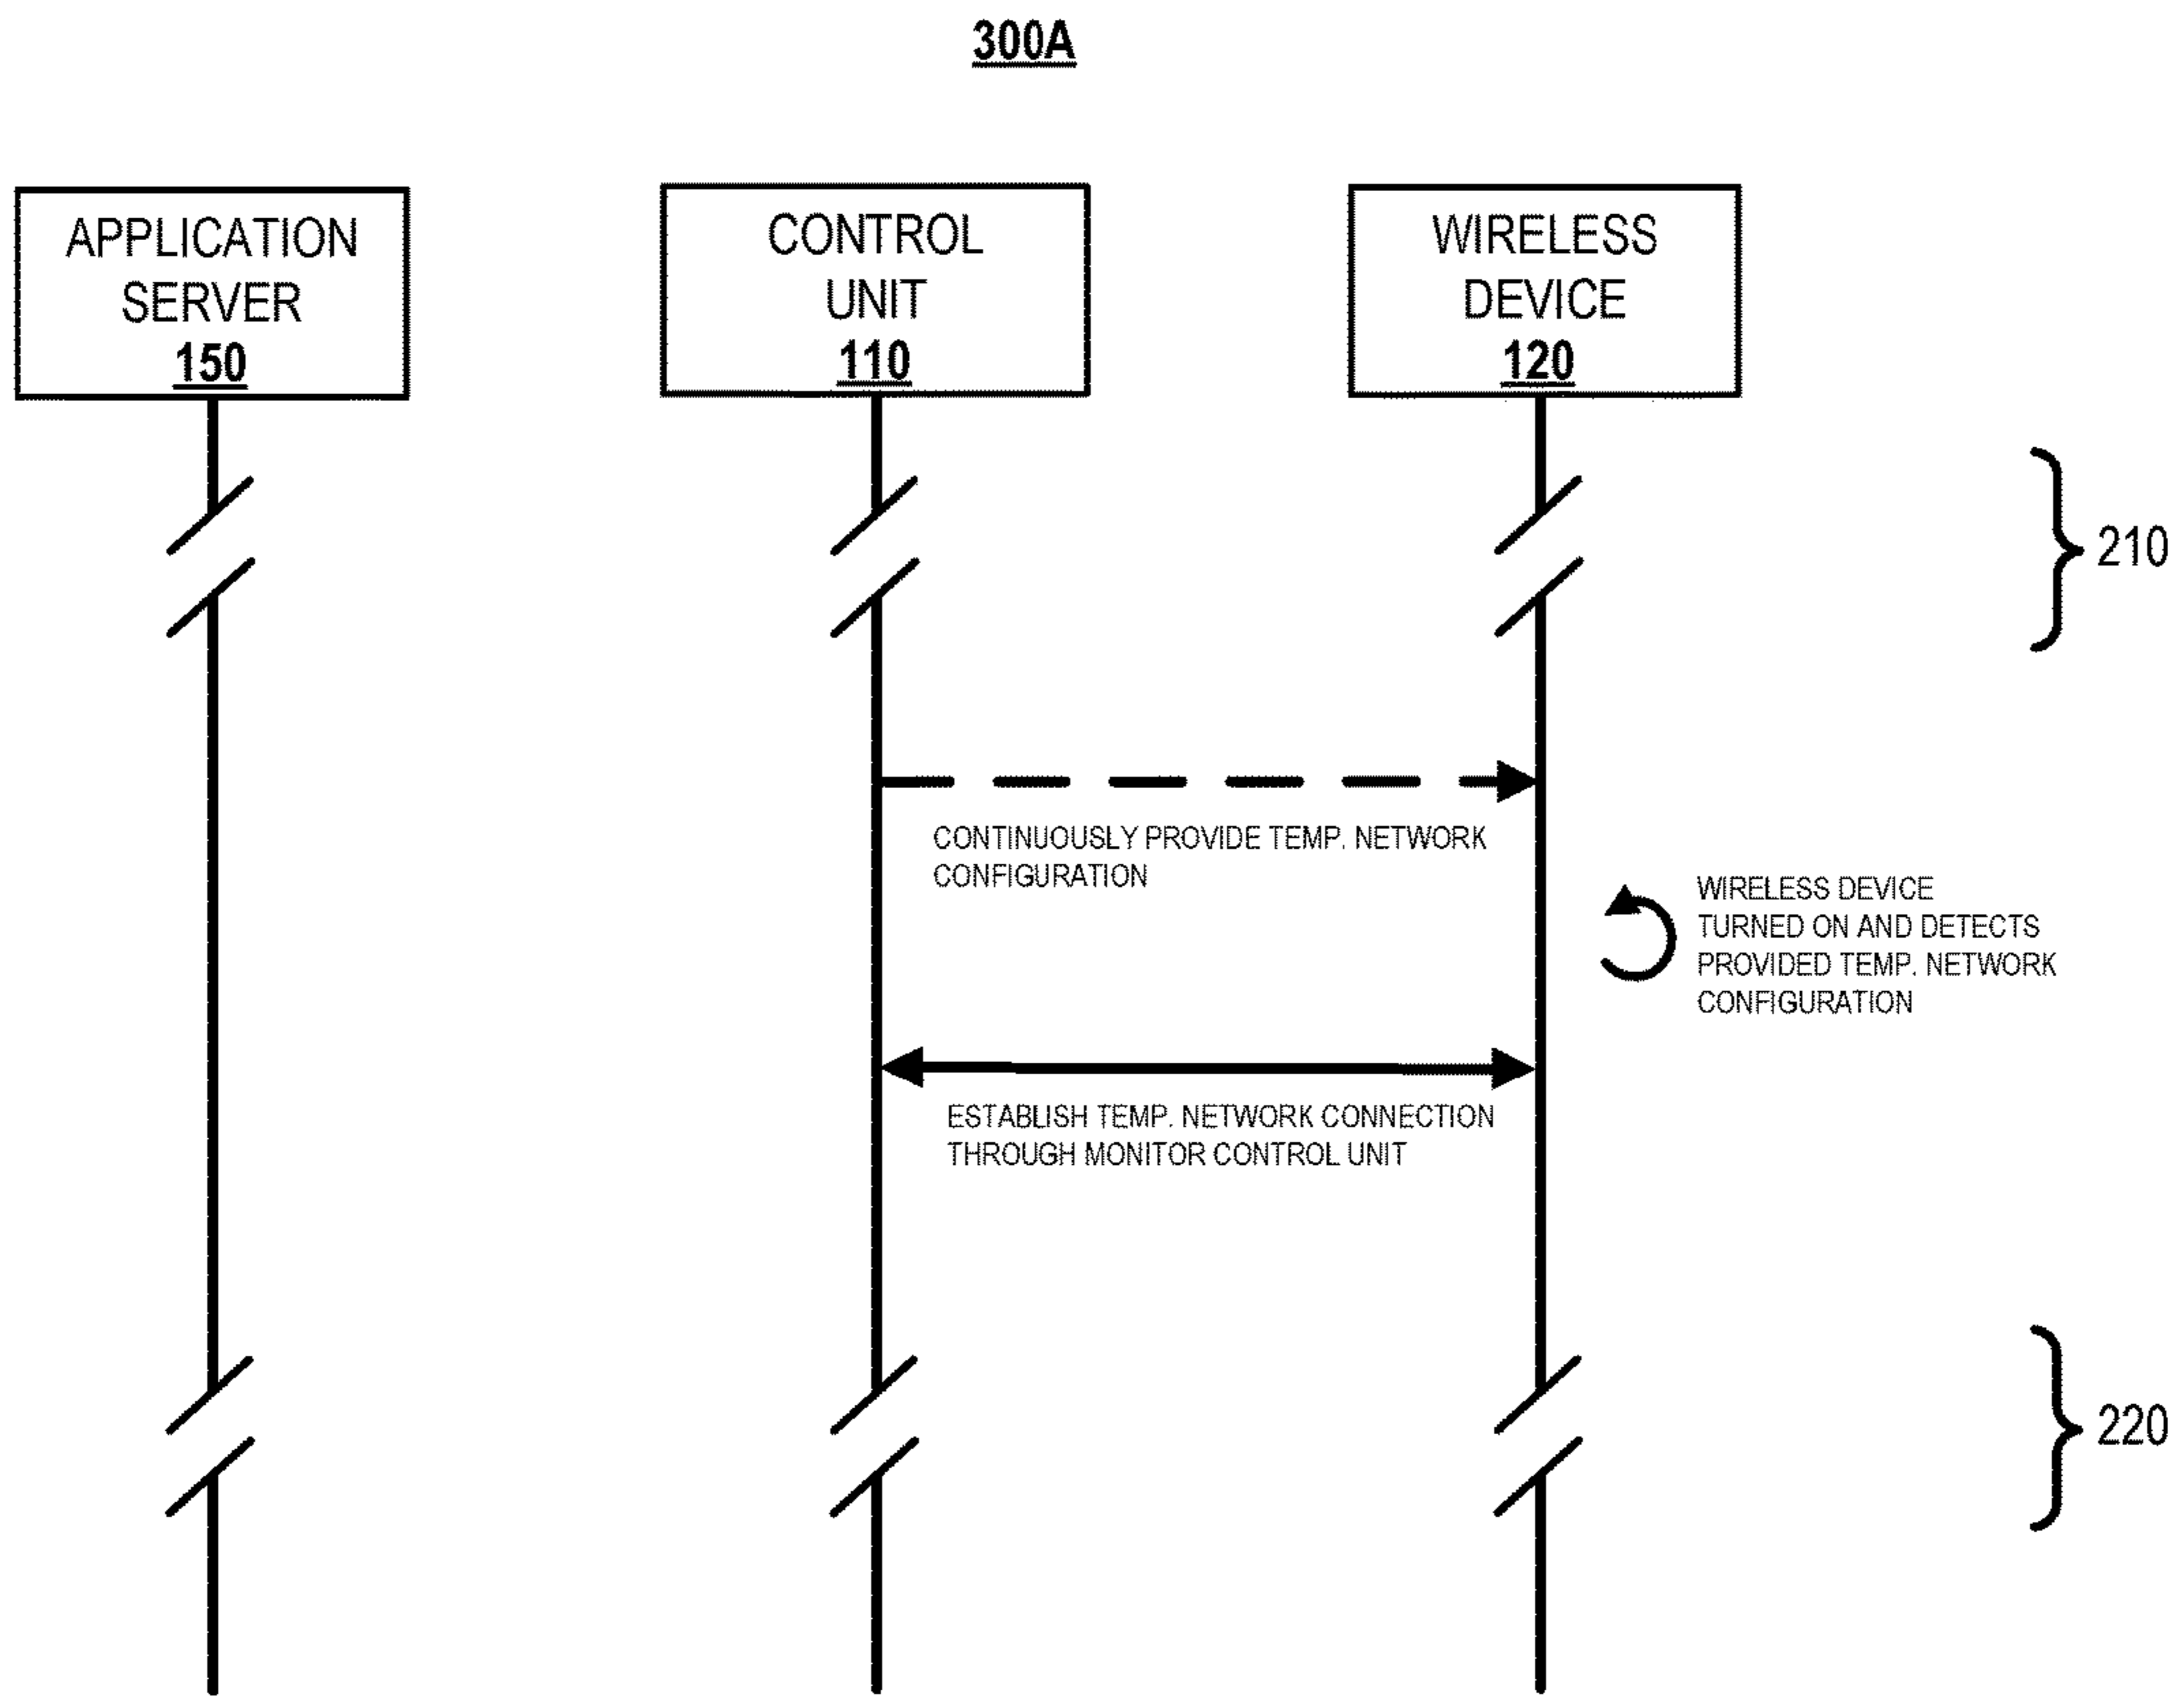 300A
APPLICATION
SERVER
150
CONTROL
UNIT
110
WIRELESS
DEVICE
120
210
CONTINUOUSLY PROVIDE TEMP. NETWORK
CONFIGURATION
WIRELESS DEVICE
TURNED ON AND DETECTS
PROVIDED TEMP. NETWORK
CONFIGURATION
ESTABLISH TEMP. NETWORK CONNECTION
THROUGH MONITOR CONTROL UNIT
220